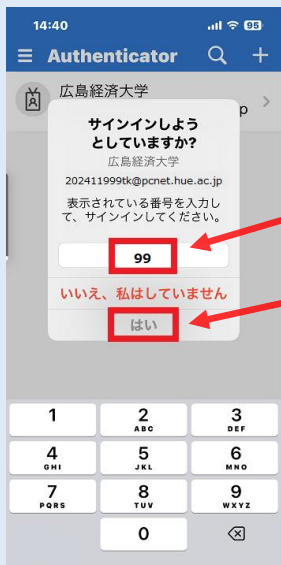 14:40
95
Authenticator
広島経済大学
p
サインインしよう
としていますか?
広島経済大学
202411999tk@pcnet.hue.ac.jp
表示されている番号を入力し
て、サインインしてください。
99
いいえ、私はしていません
はい
1 2 3
ABC DEF
4 5 6
GHI JKL MNO
7 8 9
PQRS TUV WXYZ
0